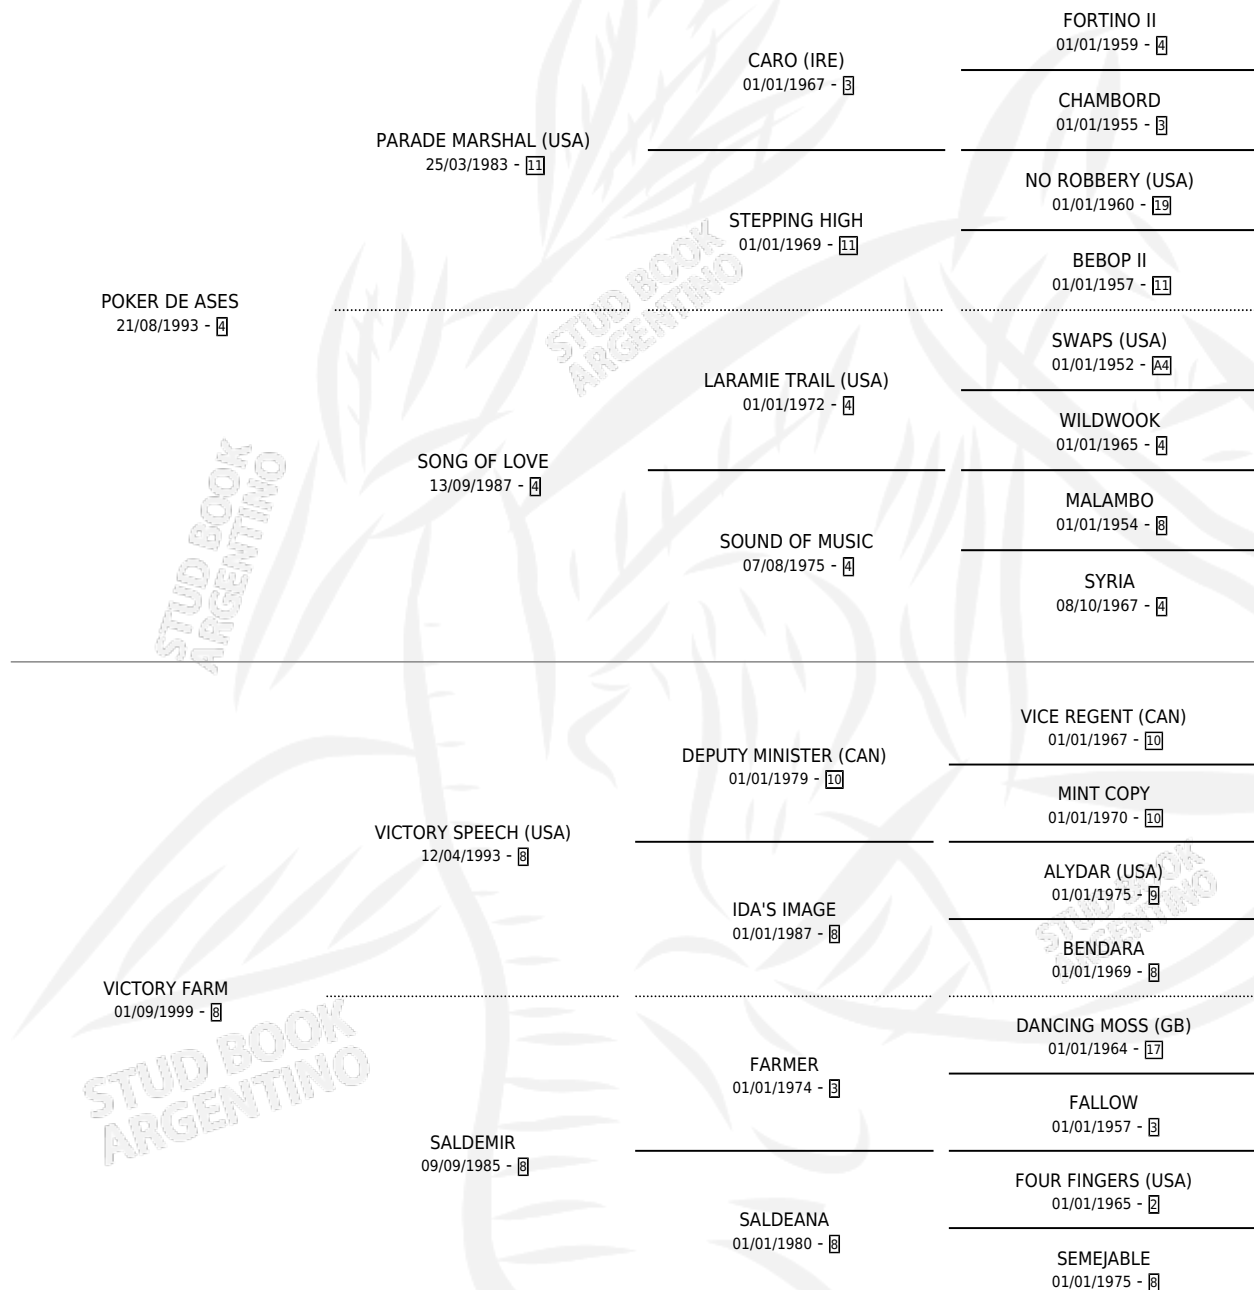 FORTINO II
01/01/1959 - 4
CARO (IRE)
01/01/1967 - 3
CHAMBORD
01/01/1955 - 3
PARADE MARSHAL (USA)
25/03/1983 - 11
NO ROBBERY (USA)
01/01/1960 - 19
STEPPING HIGH
01/01/1969 - 11
BEBOP II
01/01/1957 - 11
POKER DE ASES
21/08/1993 - 4
SWAPS (USA)
01/01/1952 - A4
LARAMIE TRAIL (USA)
01/01/1972 - 4
WILDWOOK
01/01/1965 - 4
SONG OF LOVE
13/09/1987 - 4
MALAMBO
01/01/1954 - 8
SOUND OF MUSIC
07/08/1975 - 4
SYRIA
08/10/1967 - 4
STUD BOOK
ARGENTINO
STUD BOOK
ARGENTINO
VICE REGENT (CAN)
01/01/1967 - 10
DEPUTY MINISTER (CAN)
01/01/1979 - 10
MINT COPY
01/01/1970 - 10
VICTORY SPEECH (USA)
12/04/1993 - 8
ALYDAR (USA)
01/01/1975 - 9
IDA'S IMAGE
01/01/1987 - 8
BENDARA
01/01/1969 - 8
VICTORY FARM
01/09/1999 - 8
DANCING MOSS (GB)
01/01/1964 - 17
FARMER
01/01/1974 - 3
FALLOW
01/01/1957 - 3
SALDEMIR
09/09/1985 - 8
FOUR FINGERS (USA)
01/01/1965 - 2
SALDEANA
01/01/1980 - 8
SEMEJABLE
01/01/1975 - 8
STUD BOOK
ARGENTINO
STUD BOOK
ARGENTINO